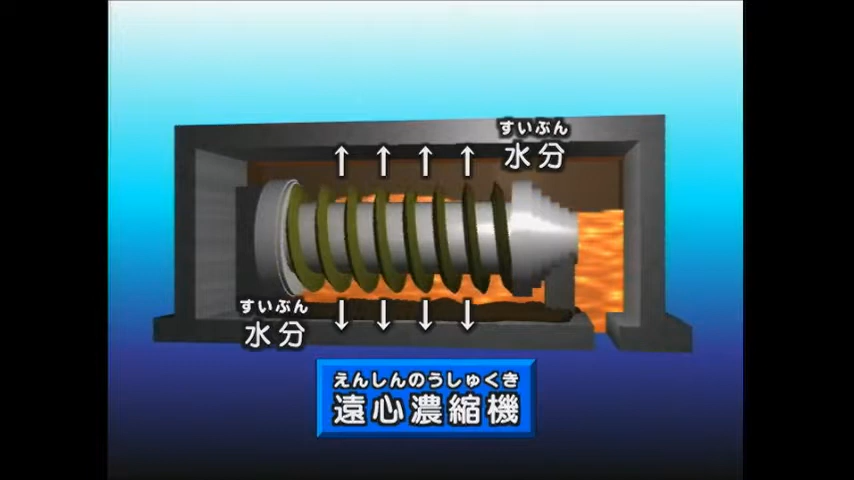 すいぶん
水分
すいぶん
水分
えんしんのうしゅくき
遠心濃縮機